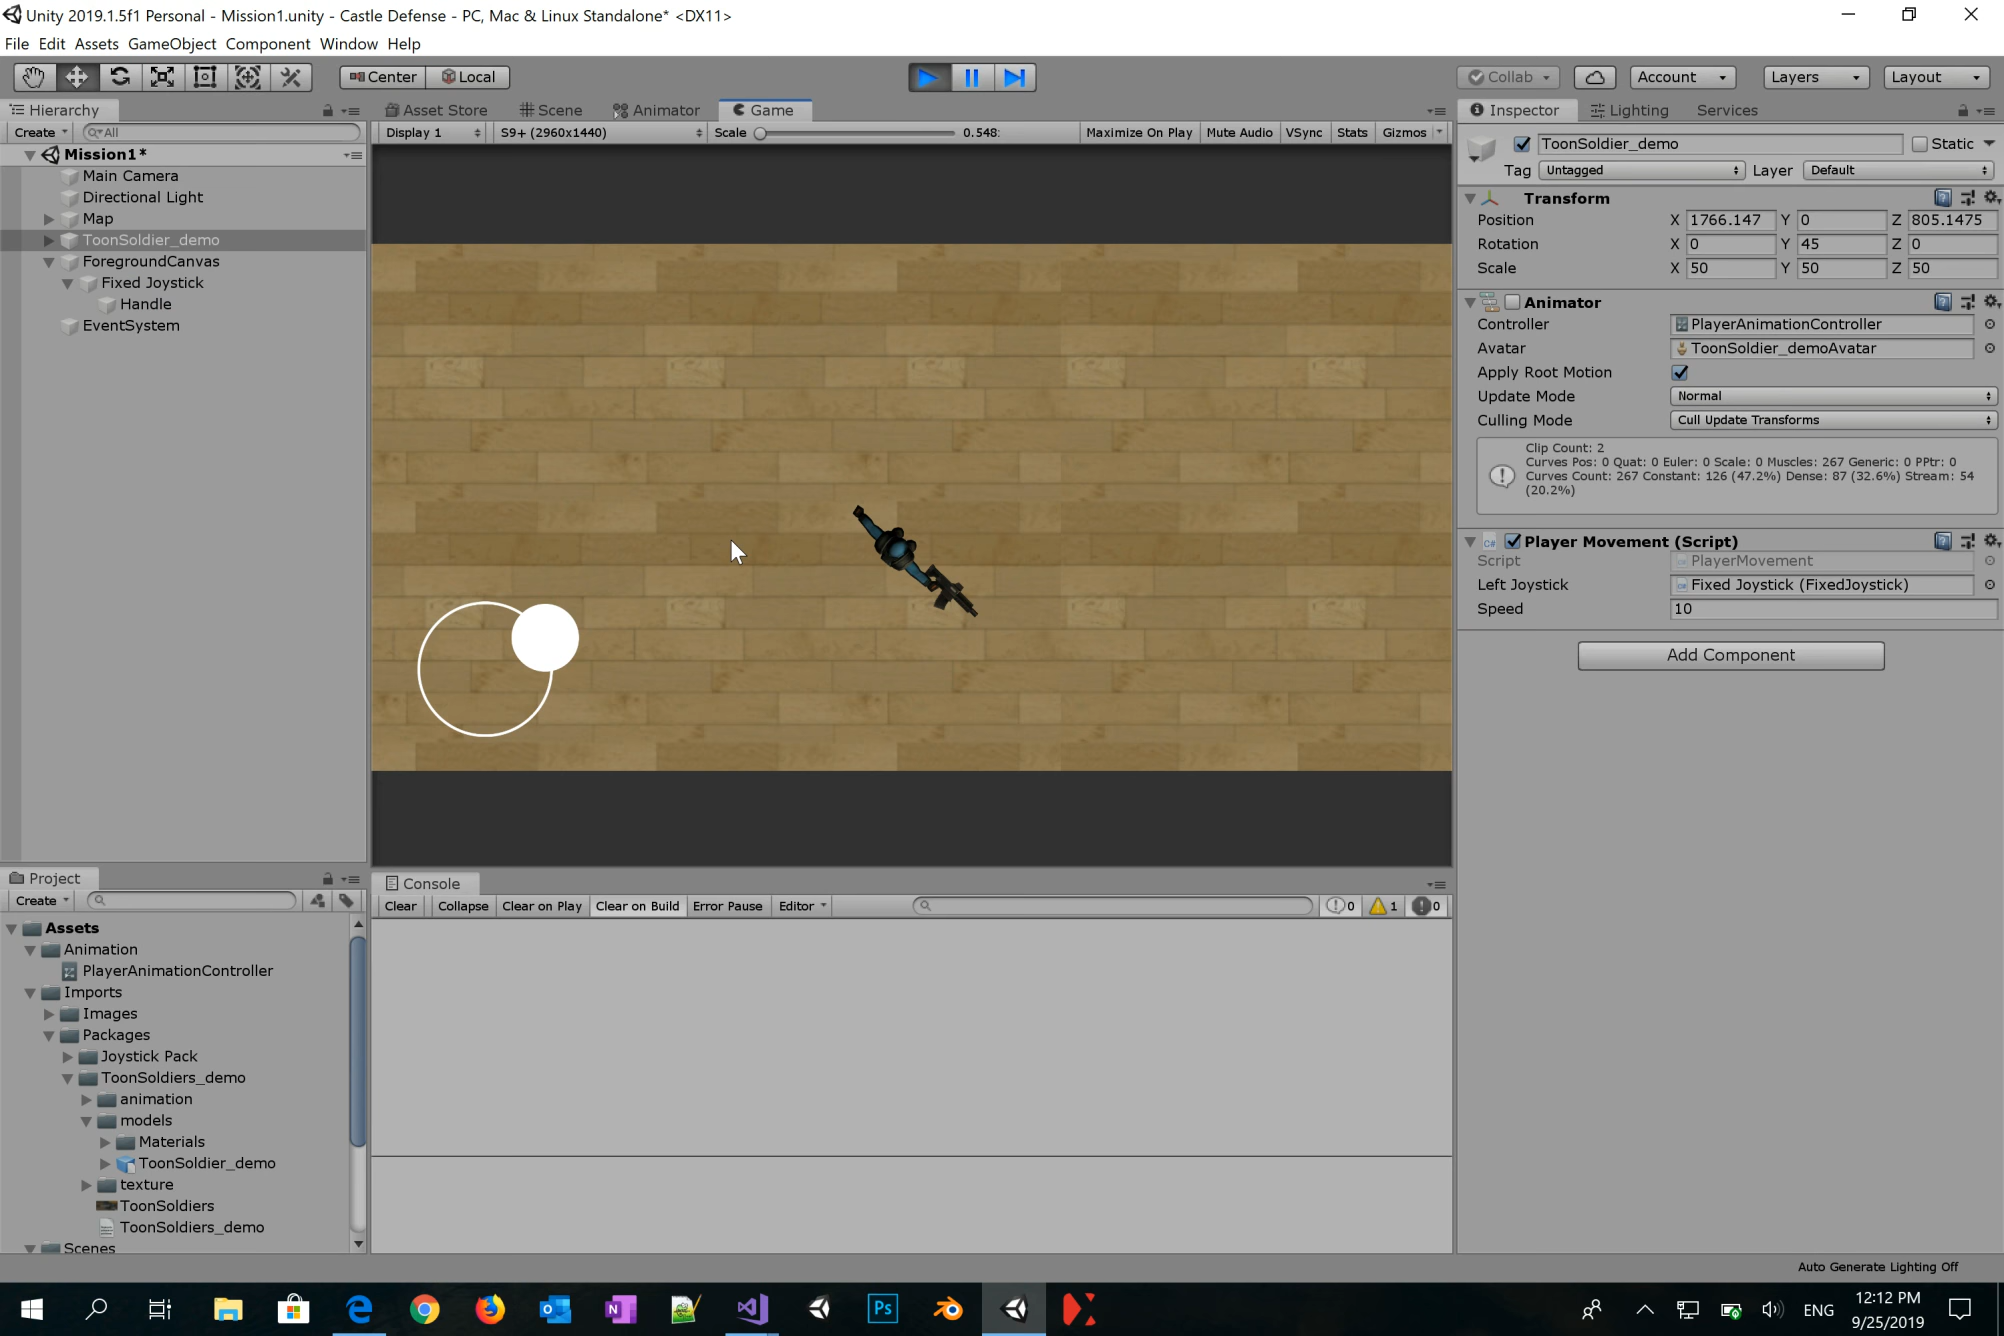 Unity 2019.1.5f1 Personal - Mission1.unity - Castle Defense - PC, Mac & Linux Standalone* <DX11>
File Edit Assets GameObject Component Window Help
Center Local Collab Account Layers Layout
Hierarchy
Create All
Mission1*
Main Camera
Directional Light
Map
ToonSoldier_demo
ForegroundCanvas
Fixed Joystick
Handle
EventSystem
Asset Store Scene Animator Game
Display 1 S9+ (2960x1440) Scale 0.548: Maximize On Play Mute Audio VSync Stats Gizmos
Inspector Lighting Services
ToonSoldier_demo Static
Tag Untagged Layer Default
Transform
Position X 1766.147 Y 0 Z 805.1475
Rotation X 0 Y 45 Z 0
Scale X 50 Y 50 Z 50
Animator
Controller PlayerAnimationController
Avatar ToonSoldier_demoAvatar
Apply Root Motion
Update Mode Normal
Culling Mode Cull Update Transforms
Clip Count: 2
Curves Pos: 0 Quat: 0 Euler: 0 Scale: 0 Muscles: 267 Generic: 0 PPtr: 0
Curves Count: 267 Constant: 126 (47.2%) Dense: 87 (32.6%) Stream: 54
(20.2%)
C# Player Movement (Script)
Script PlayerMovement
Left Joystick Fixed Joystick (FixedJoystick)
Speed 10
Add Component
Project
Create
Assets
Animation
PlayerAnimationController
Imports
Images
Packages
Joystick Pack
ToonSoldiers_demo
animation
models
Materials
ToonSoldier_demo
texture
ToonSoldiers
ToonSoldiers_demo
Scenes
Console
Clear Collapse Clear on Play Clear on Build Error Pause Editor 0 1 0
Auto Generate Lighting Off
Ps
ENG
12:12 PM
9/25/2019